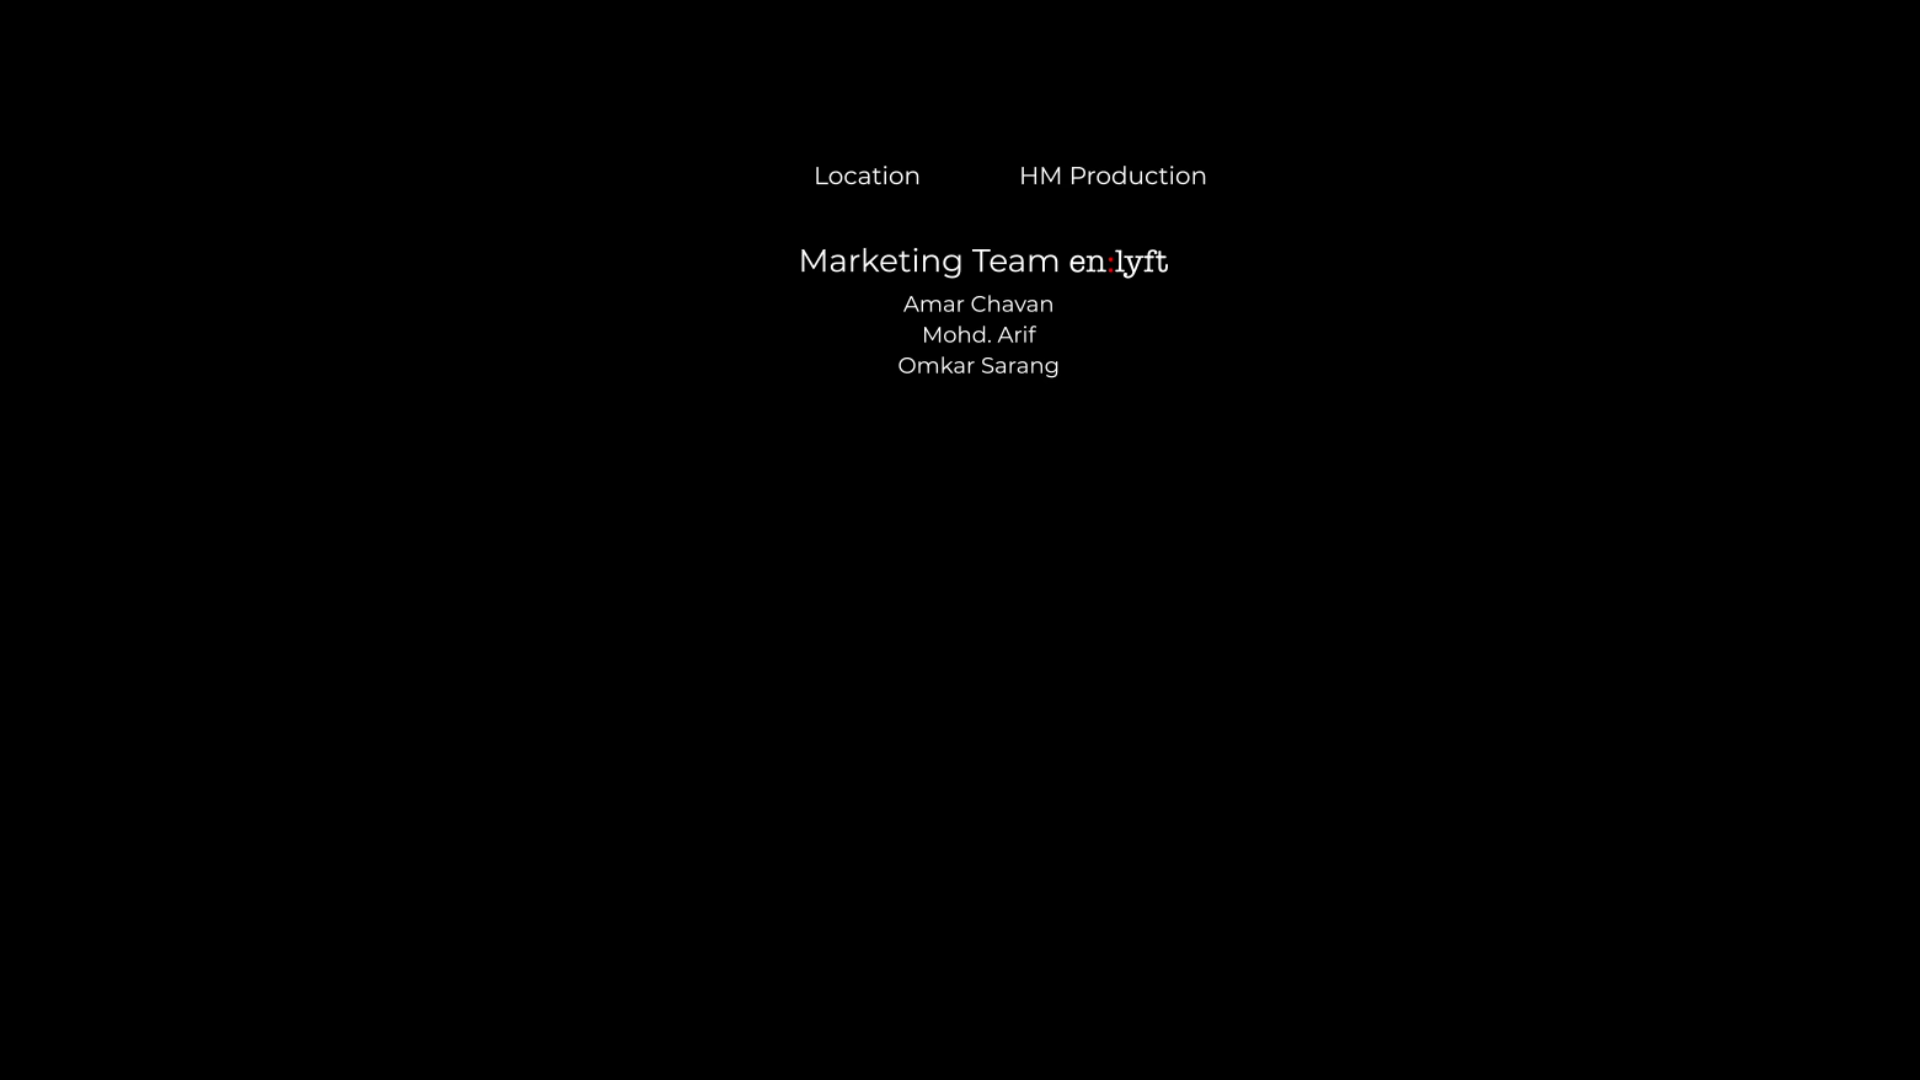 Location HM Production
Marketing Team en:lyft
Amar Chavan
Mohd. Arif
Omkar Sarang